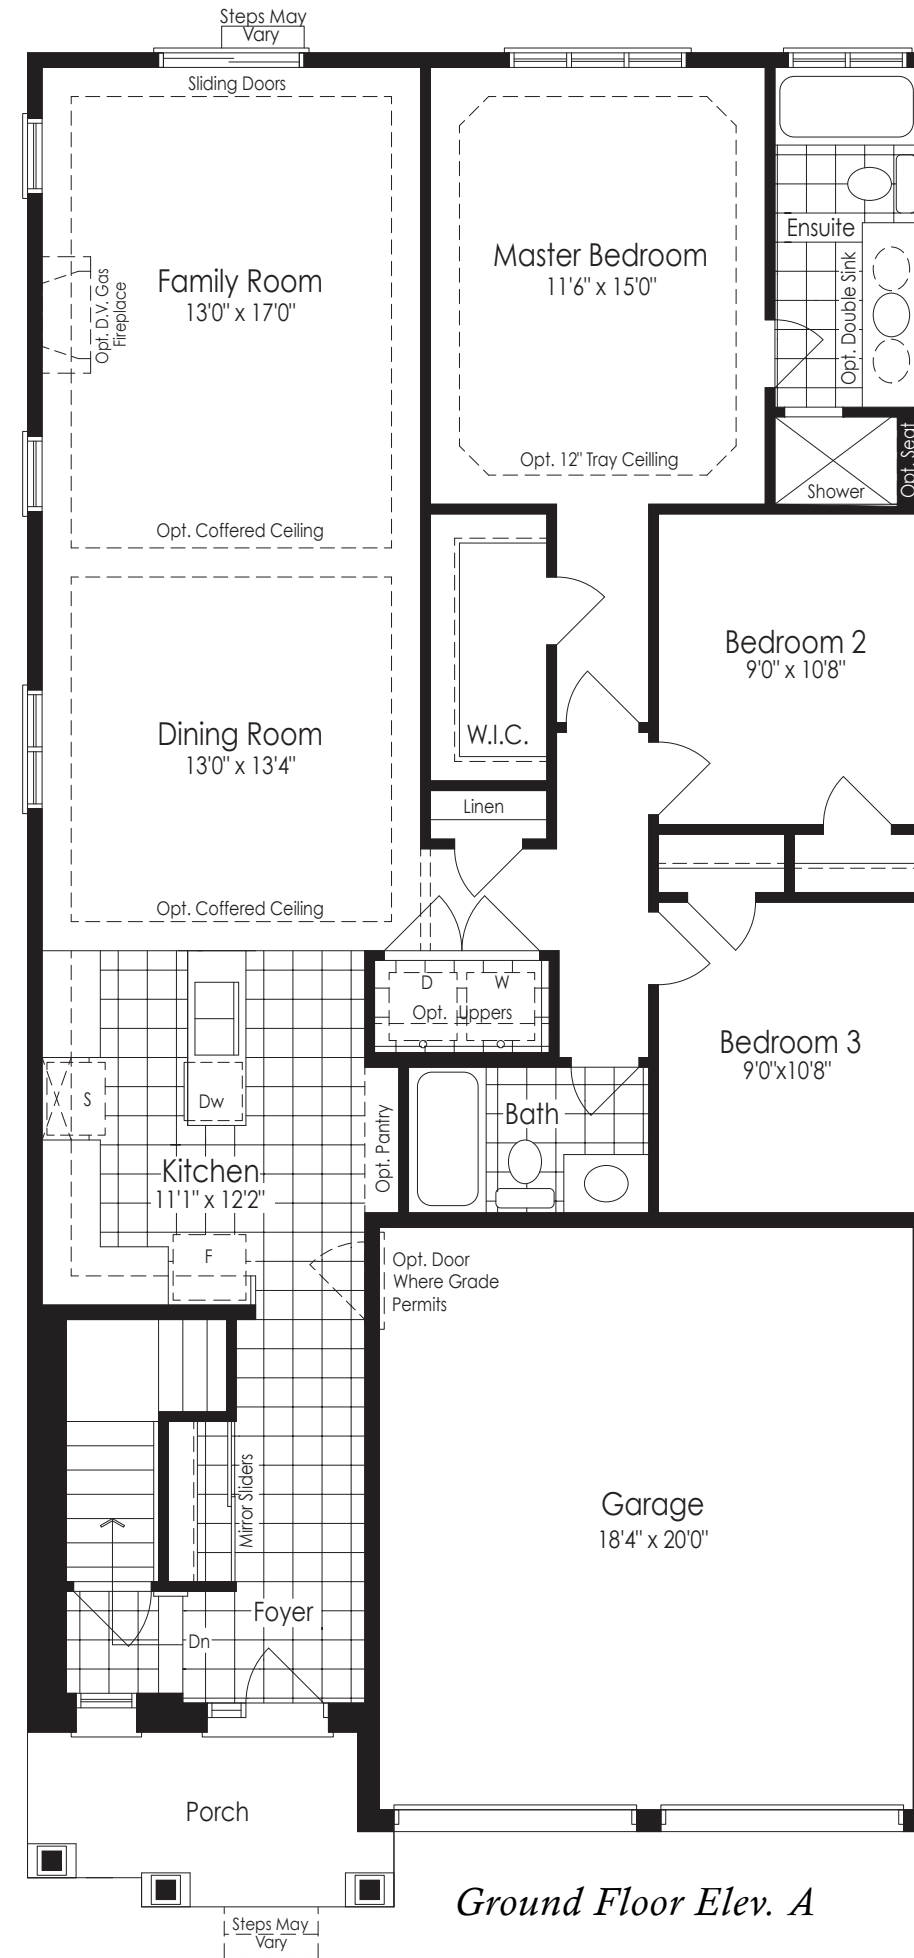 Steps May
Vary
Sliding Doors
Family Room
13'0" x 17'0"
Opt. D.V. Gas
Fireplace
Opt. Coffered Ceiling
Master Bedroom
11'6" x 15'0"
Opt. 12" Tray Ceilling
Ensuite
Opt. Double Sink
Shower
Opt. Seat
Bedroom 2
9'0" x 10'8"
W.I.C.
Dining Room
13'0" x 13'4"
Opt. Coffered Ceiling
Linen
D
W
Opt. Uppers
Bedroom 3
9'0"x10'8"
S
Dw
Kitchen
11'1" x 12'2"
Opt. Pantry
Bath
F
Opt. Door
Where Grade
Permits
Mirror Sliders
Garage
18'4" x 20'0"
Foyer
Dn
Porch
Steps May
Vary
Ground Floor Elev. A